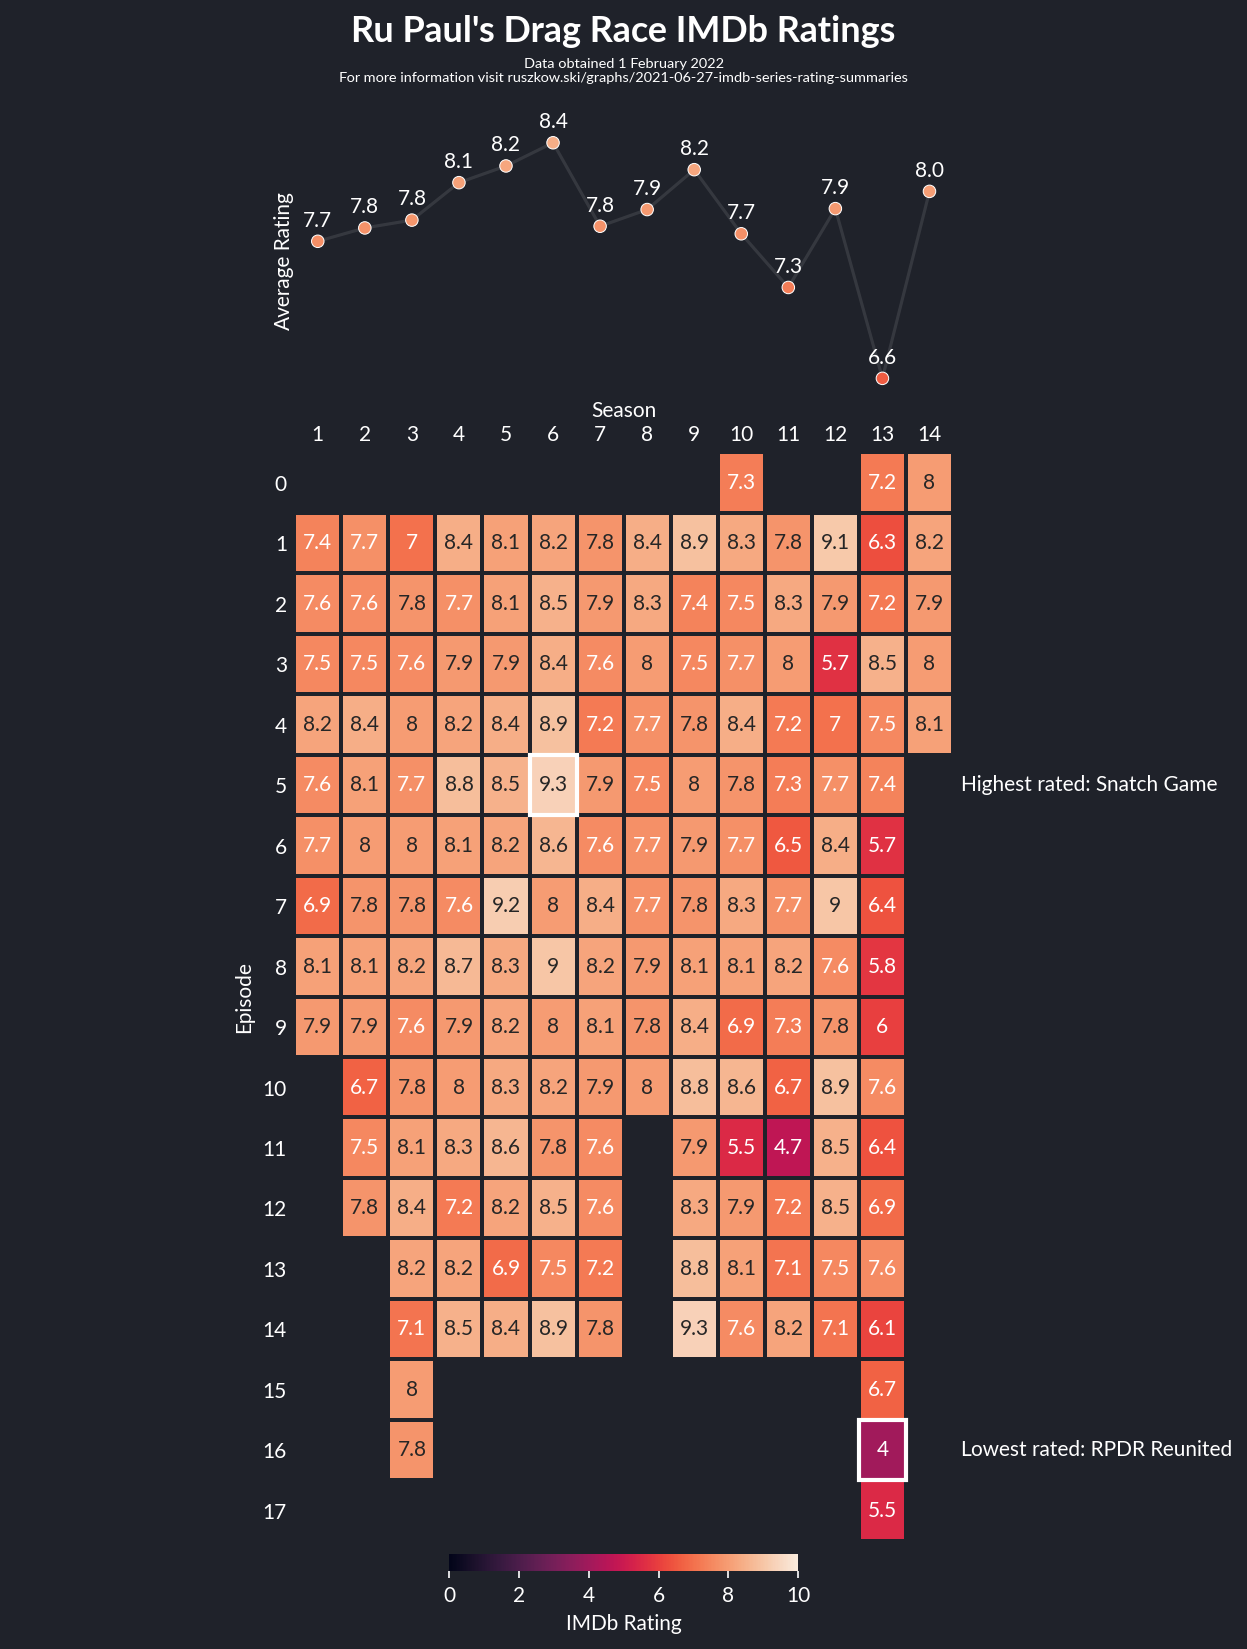 Ru Paul's Drag Race IMDb Ratings
Data obtained 1 February 2022
For more information visit ruszkow.ski/graphs/2021-06-27-imdb-series-rating-summaries
Average Rating
7.7 7.8 7.8 8.1 8.2 8.4 7.8 7.9 8.2 7.7 7.3 7.9 6.6 8.0
Season
1 2 3 4 5 6 7 8 9 10 11 12 13 14
Episode
0 7.3 7.2 8
1 7.4 7.7 7 8.4 8.1 8.2 7.8 8.4 8.9 8.3 7.8 9.1 6.3 8.2
2 7.6 7.6 7.8 7.7 8.1 8.5 7.9 8.3 7.4 7.5 8.3 7.9 7.2 7.9
3 7.5 7.5 7.6 7.9 7.9 8.4 7.6 8 7.5 7.7 8 5.7 8.5 8
4 8.2 8.4 8 8.2 8.4 8.9 7.2 7.7 7.8 8.4 7.2 7 7.5 8.1
5 7.6 8.1 7.7 8.8 8.5 9.3 7.9 7.5 8 7.8 7.3 7.7 7.4 Highest rated: Snatch Game
6 7.7 8 8 8.1 8.2 8.6 7.6 7.7 7.9 7.7 6.5 8.4 5.7
7 6.9 7.8 7.8 7.6 9.2 8 8.4 7.7 7.8 8.3 7.7 9 6.4
8 8.1 8.1 8.2 8.7 8.3 9 8.2 7.9 8.1 8.1 8.2 7.6 5.8
9 7.9 7.9 7.6 7.9 8.2 8 8.1 7.8 8.4 6.9 7.3 7.8 6
10 6.7 7.8 8 8.3 8.2 7.9 8 8.8 8.6 6.7 8.9 7.6
11 7.5 8.1 8.3 8.6 7.8 7.6 7.9 5.5 4.7 8.5 6.4
12 7.8 8.4 7.2 8.2 8.5 7.6 8.3 7.9 7.2 8.5 6.9
13 8.2 8.2 6.9 7.5 7.2 8.8 8.1 7.1 7.5 7.6
14 7.1 8.5 8.4 8.9 7.8 9.3 7.6 8.2 7.1 6.1
15 8 6.7
16 7.8 4 Lowest rated: RPDR Reunited
17 5.5
0 2 4 6 8 10
IMDb Rating